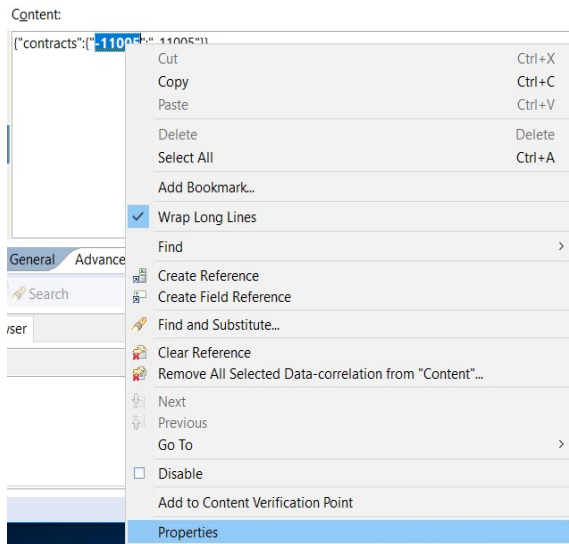 Content:
{"contracts":{"-11005":"-11005"}}
Cut Ctrl+X
Copy Ctrl+C
Paste Ctrl+V
Delete Delete
Select All Ctrl+A
Add Bookmark...
Wrap Long Lines
Find
Create Reference
Create Field Reference
Find and Substitute...
Clear Reference
Remove All Selected Data-correlation from "Content"...
Next
Previous
Go To
Disable
Add to Content Verification Point
Properties
General Advance
Search
wser